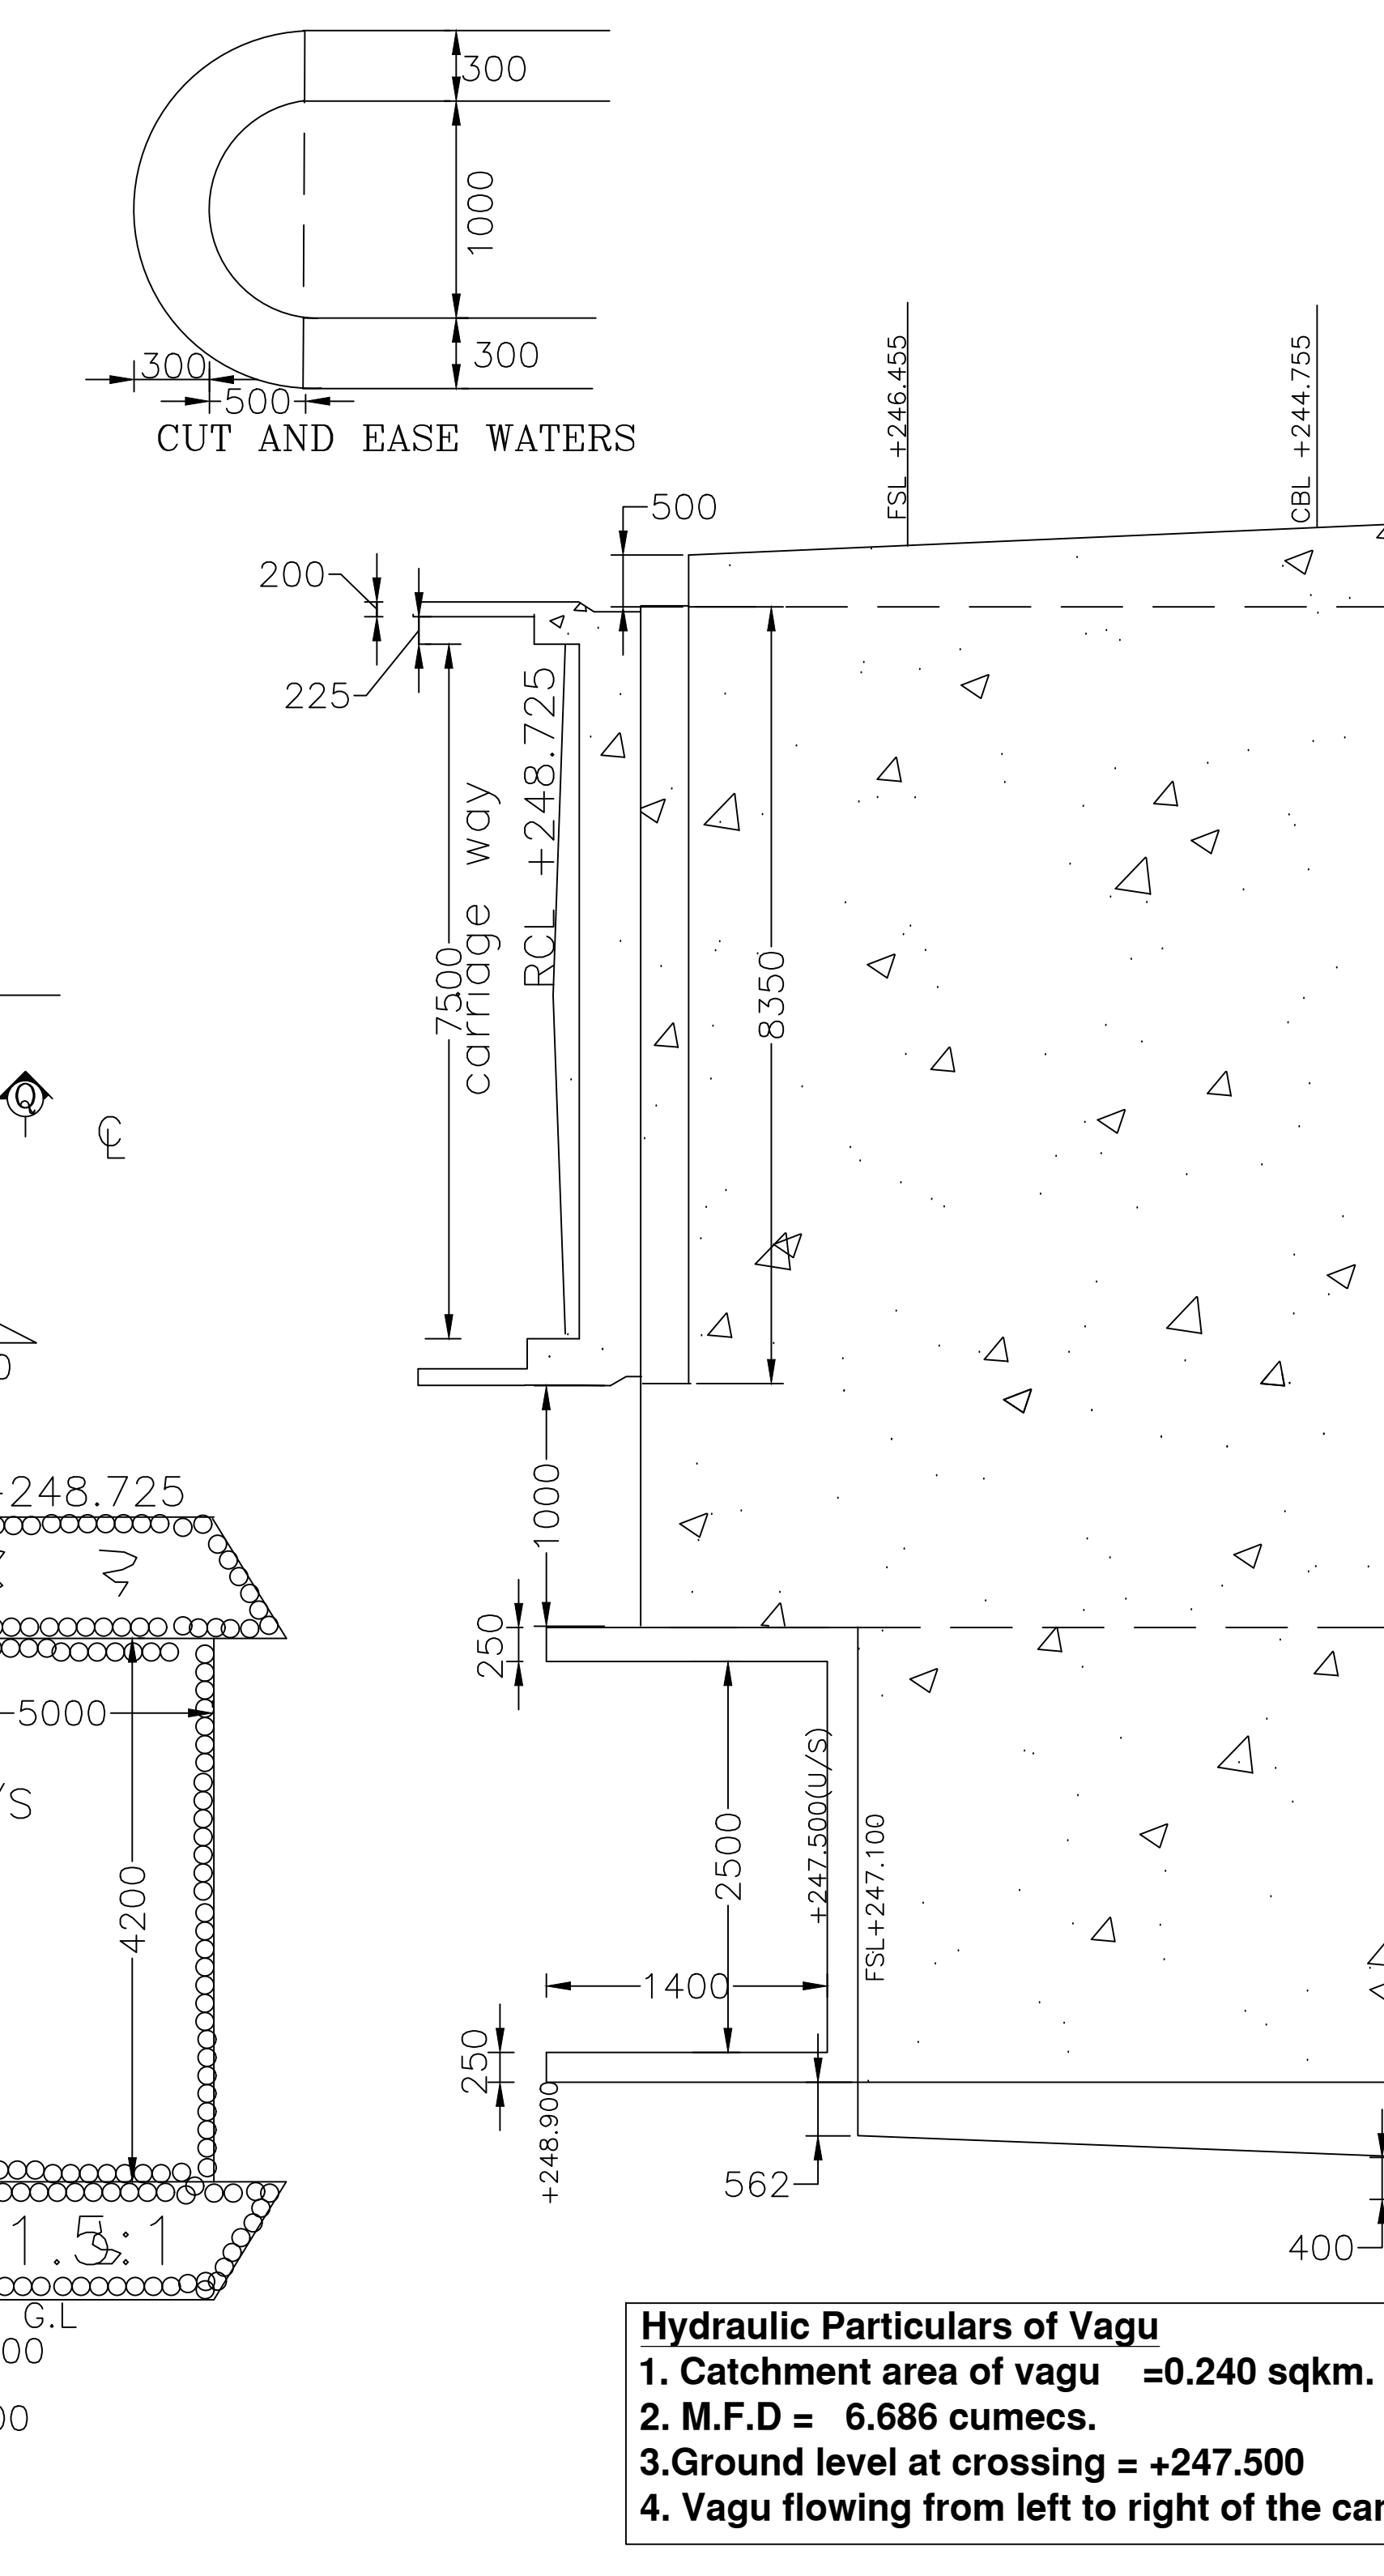 300
1000
300
300
500
CUT AND EASE WATERS
FSL +246.455
CBL +244.755
500
200
225
RCL +248.725
carriage way
7500
8350
Q
℄
1000
248.725
250
5000
/S
4200
2500
+247.500(U/S)
FSL+247.100
1400
250
+248.900
562
400
1.5:1
G.L
00
Hydraulic Particulars of Vagu
1. Catchment area of vagu =0.240 sqkm.
2. M.F.D = 6.686 cumecs.
3.Ground level at crossing = +247.500
4. Vagu flowing from left to right of the